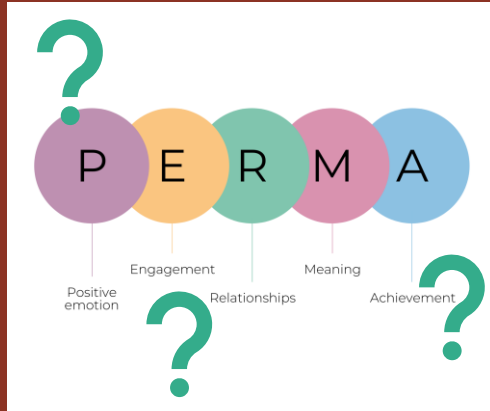 ?
P E R M A
Engagement
Meaning
Positive
emotion
Relationships
Achievement
?
?